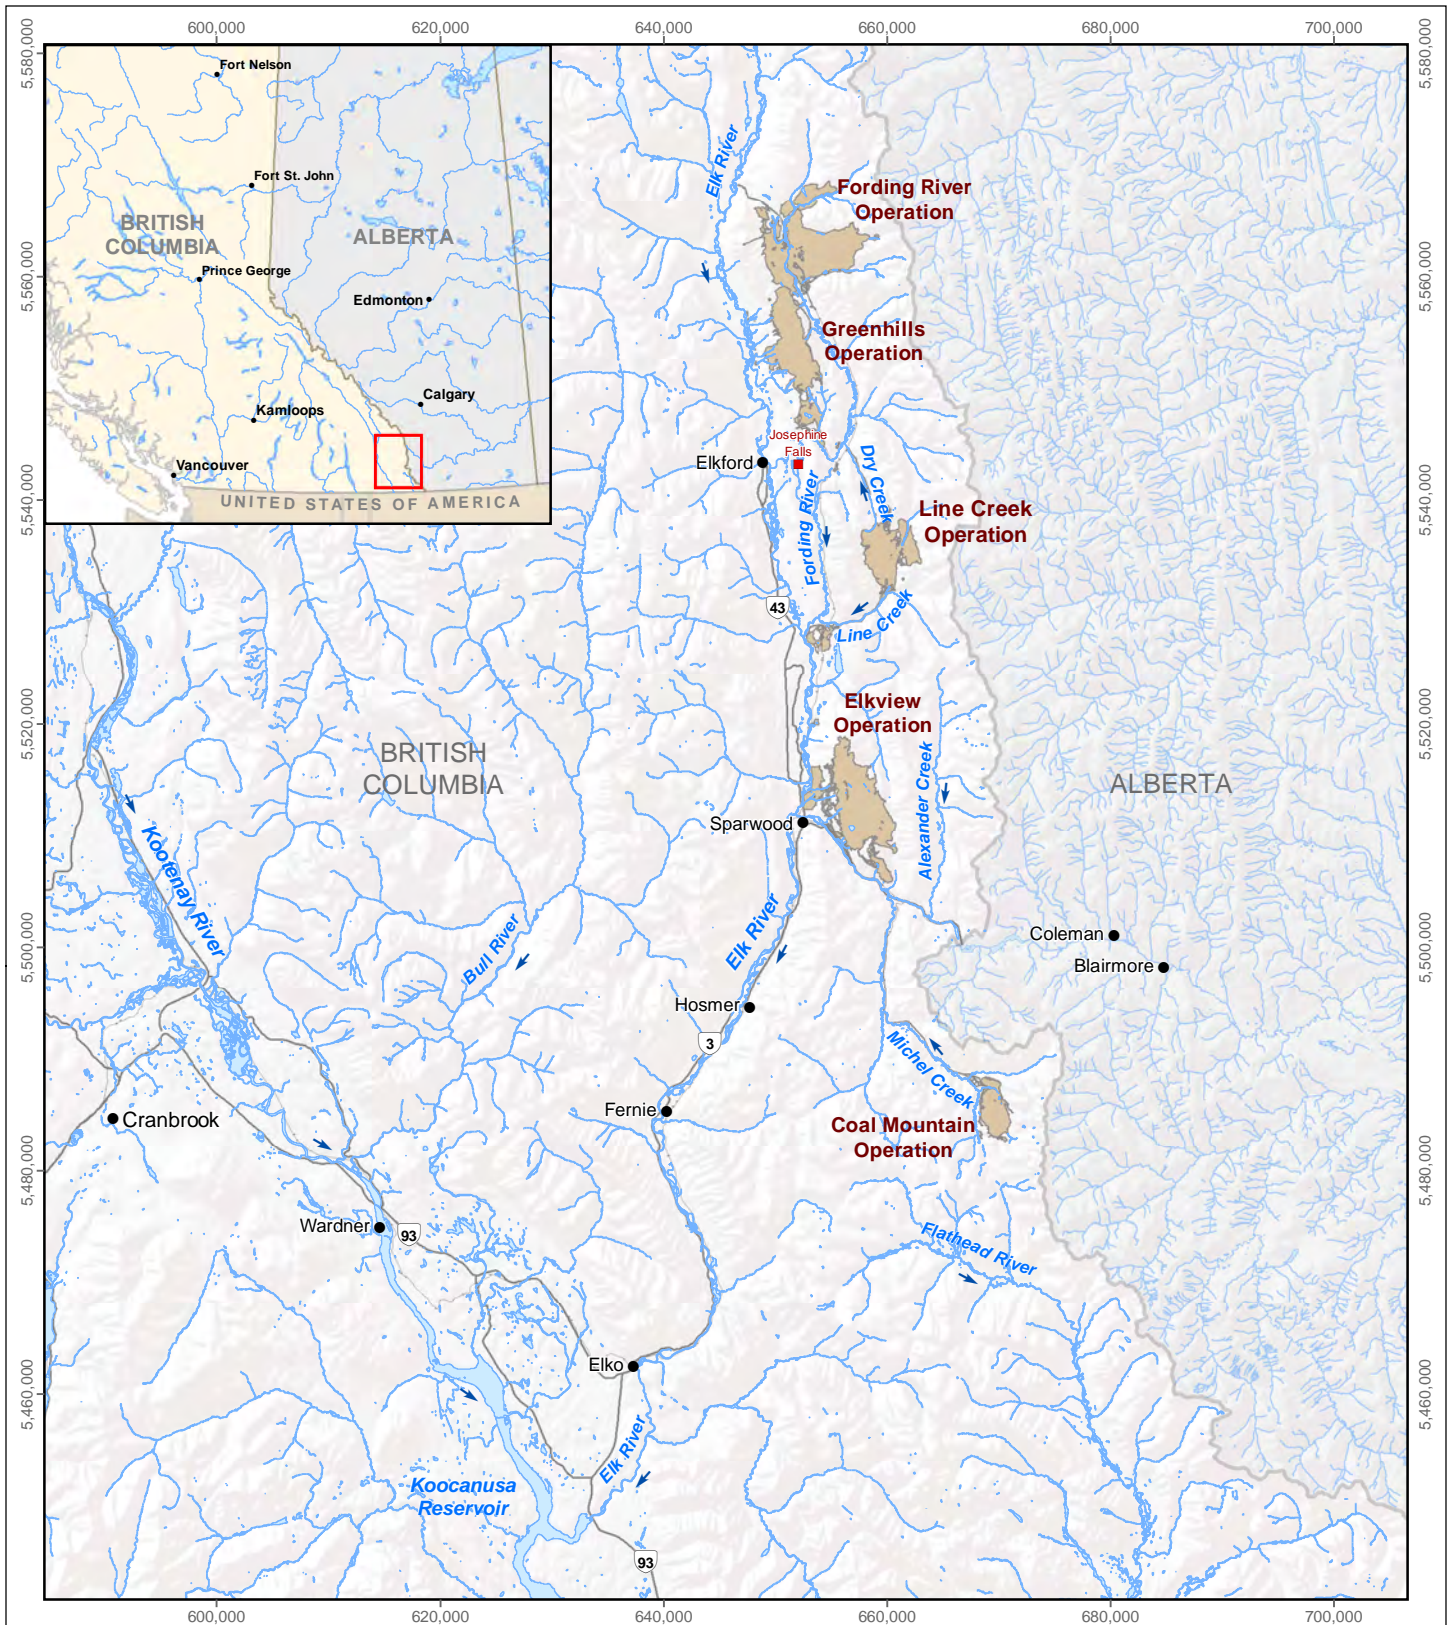 600,000
620,000
640,000
660,000
680,000
700,000
5,580,000
5,560,000
5,540,000
5,520,000
5,500,000
5,480,000
5,460,000
5,580,000
5,560,000
5,540,000
5,520,000
5,500,000
5,480,000
5,460,000
Fort Nelson
Fort St. John
BRITISH
COLUMBIA
ALBERTA
Prince George
Edmonton
Calgary
Kamloops
Vancouver
UNITED STATES OF AMERICA
Elk River
Fording River
Operation
Greenhills
Operation
Josephine
Falls
Elkford
Dry Creek
Fording River
Line Creek
Operation
43
Line Creek
Elkview
Operation
BRITISH
COLUMBIA
ALBERTA
Alexander Creek
Sparwood
Kootenay River
Elk River
Bull River
Coleman
Blairmore
Hosmer
3
Michel Creek
Fernie
Cranbrook
Coal Mountain
Operation
Wardner
93
Flathead River
Elko
Elk River
Koocanusa
Reservoir
93
600,000
620,000
640,000
660,000
680,000
700,000